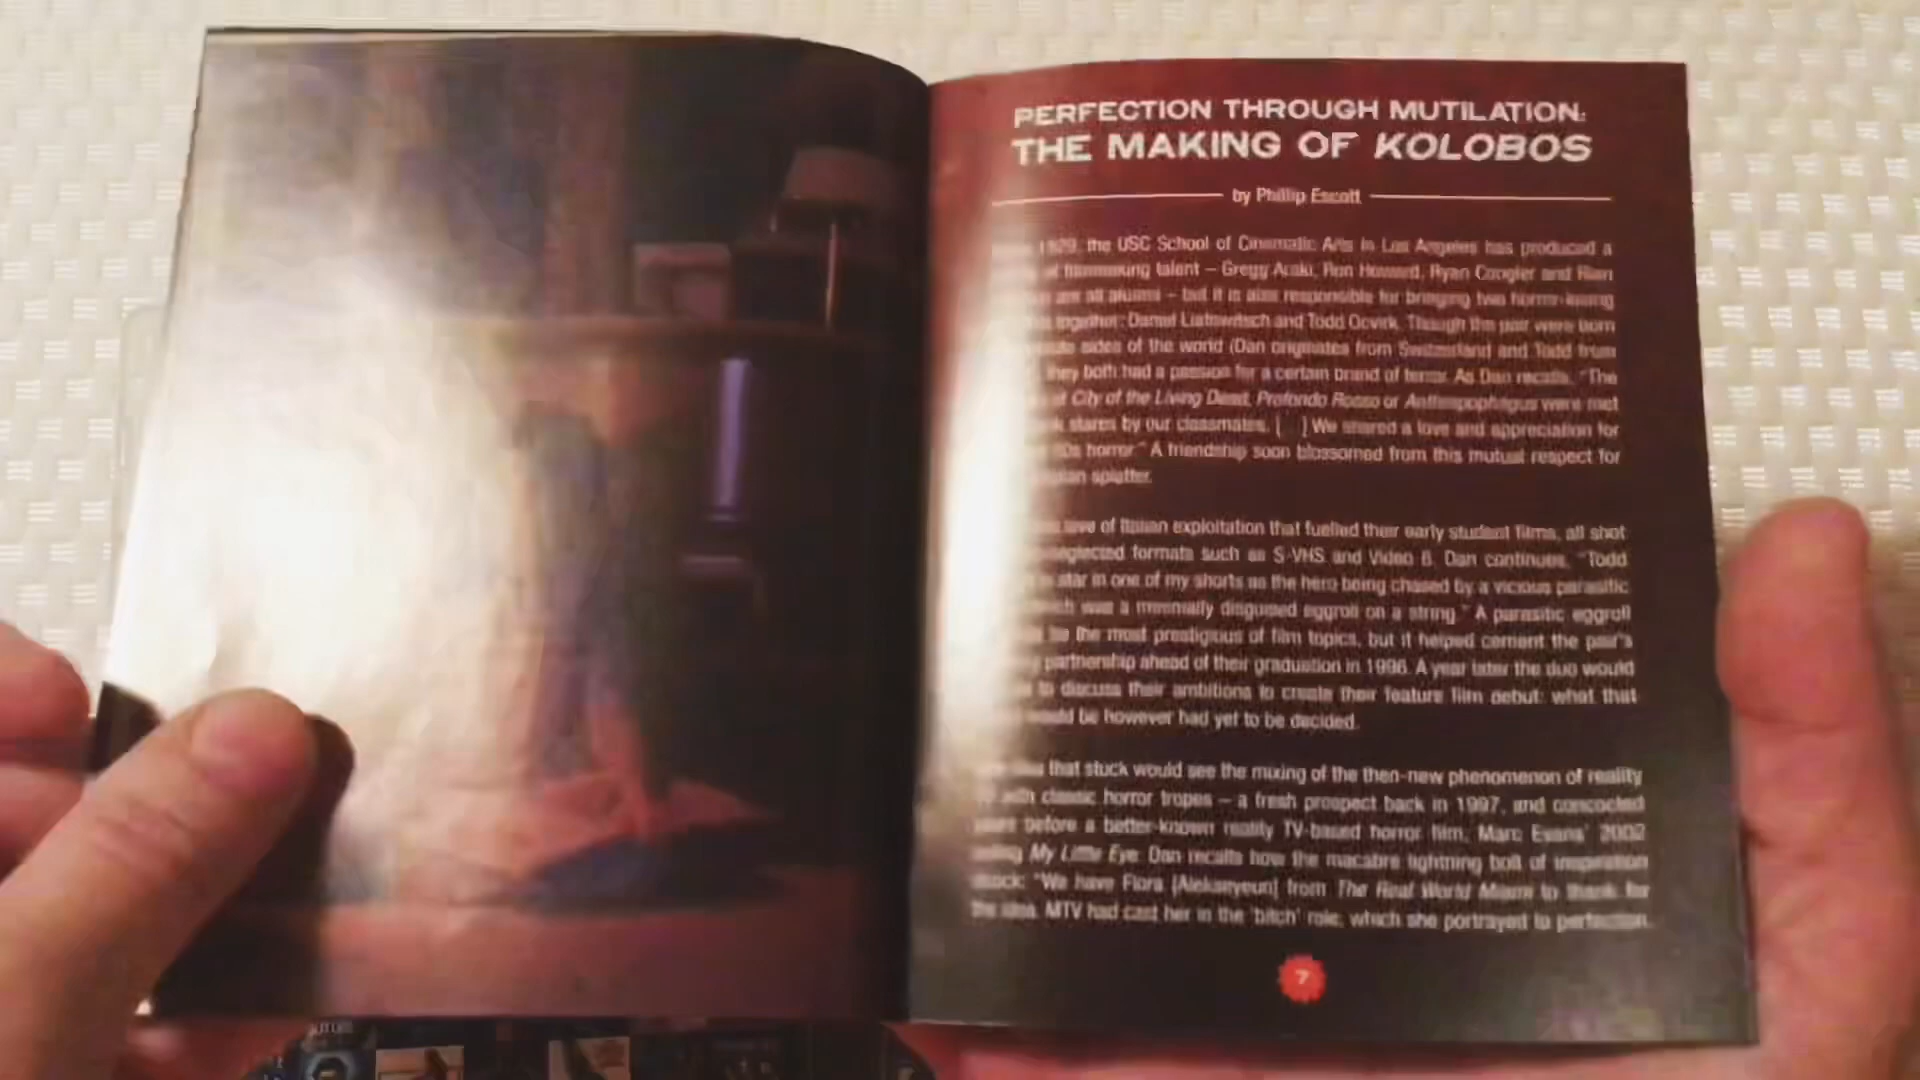 PERFECTION THROUGH MUTILATION:
THE MAKING OF KOLOBOS
by Phillip Escott
1929, the USC School of Cinematic Arts in Los Angeles has produced a
of filmmaking talent – Gregg Araki, Ron Howard, Ryan Coogler and Rian
are all alumni – but it is also responsible for bringing two horror-loving
together: Daniel Liatowitsch and Todd Ocvirk. Though the pair were born
sides of the world (Dan originates from Switzerland and Todd from
they both had a passion for a certain brand of terror. As Dan recalls, “The
of City of the Living Dead, Profondo Rosso or Anthropophagus were met
stares by our classmates. [ ] We shared a love and appreciation for
80s horror.” A friendship soon blossomed from this mutual respect for
splatter.
love of Italian exploitation that fuelled their early student films, all shot
neglected formats such as S-VHS and Video 8. Dan continues, “Todd
star in one of my shorts as the hero being chased by a vicious parasitic
which was a minimally disguised eggroll on a string.” A parasitic eggroll
be the most prestigious of film topics, but it helped cement the pair's
partnership ahead of their graduation in 1996. A year later the duo would
to discuss their ambitions to create their feature film debut: what that
would be however had yet to be decided.
that stuck would see the mixing of the then-new phenomenon of reality
with classic horror tropes – a fresh prospect back in 1997, and concocted
years before a better-known reality TV-based horror film, Marc Evans' 2002
My Little Eye. Dan recalls how the macabre lightning bolt of inspiration
struck: “We have Flora [Alekseyeun] from The Real World Miami to thank for
the idea. MTV had cast her in the ‘bitch’ role, which she portrayed to perfection.
7